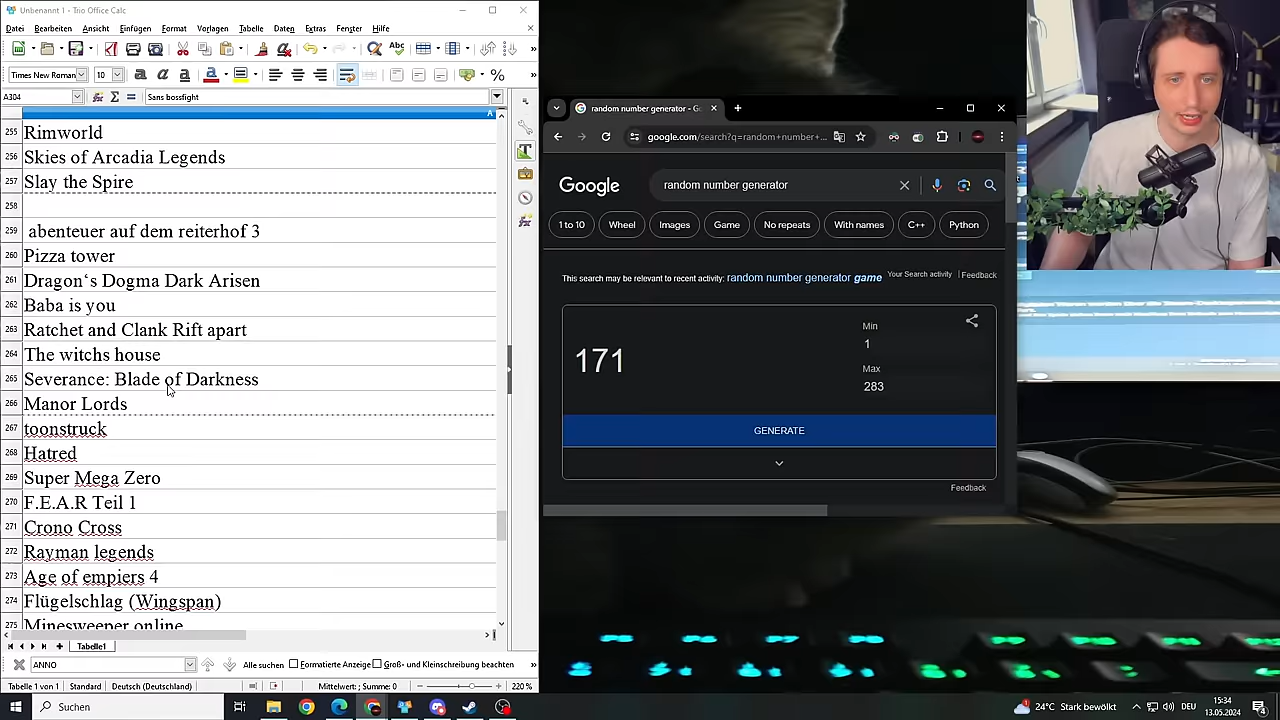 Unbenannt 1 - Trio Office Calc
Datei Bearbeiten Ansicht Einfügen Format Vorlagen Tabelle Daten Extras Fenster Hilfe
Times New Roman 10
A304 Sans bossfight
A
255 Rimworld
256 Skies of Arcadia Legends
257 Slay the Spire
258
259 abenteuer auf dem reiterhof 3
260 Pizza tower
261 Dragon‘s Dogma Dark Arisen
262 Baba is you
263 Ratchet and Clank Rift apart
264 The witchs house
265 Severance: Blade of Darkness
266 Manor Lords
267 toonstruck
268 Hatred
269 Super Mega Zero
270 F.E.A.R Teil 1
271 Crono Cross
272 Rayman legends
273 Age of empiers 4
274 Flügelschlag (Wingspan)
275 Minesweeper online
Tabelle1
ANNO Alle suchen Formatierte Anzeige Groß- und Kleinschreibung beachten
Tabelle 1 von 1 Standard Deutsch (Deutschland) Mittelwert: ; Summe: 0 220 %
random number generator - G
google.com/search?q=random+number+...
Google random number generator
1 to 10 Wheel Images Game No repeats With names C++ Python
This search may be relevant to recent activity: random number generator game Your Search activity | Feedback
171
Min
1
Max
283
GENERATE
Feedback
Suchen
24°C Stark bewölkt DEU 15:34
13.05.2024